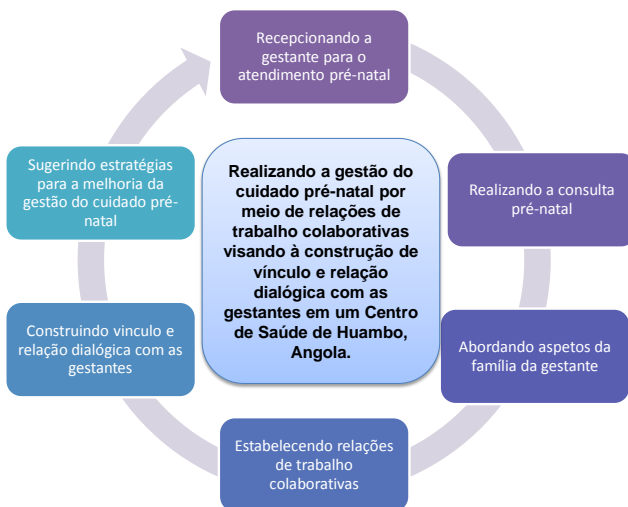 Recepcionando a
gestante para o
atendimento pré-natal
Realizando a consulta
pré-natal
Abordando aspetos da
família da gestante
Estabelecendo relações
de trabalho
colaborativas
Construindo vinculo e
relação dialógica com as
gestantes
Sugerindo estratégias
para a melhoria da
gestão do cuidado pré-
natal
Realizando a gestão do
cuidado pré-natal por
meio de relações de
trabalho colaborativas
visando à construção de
vínculo e relação
dialógica com as
gestantes em um Centro
de Saúde de Huambo,
Angola.